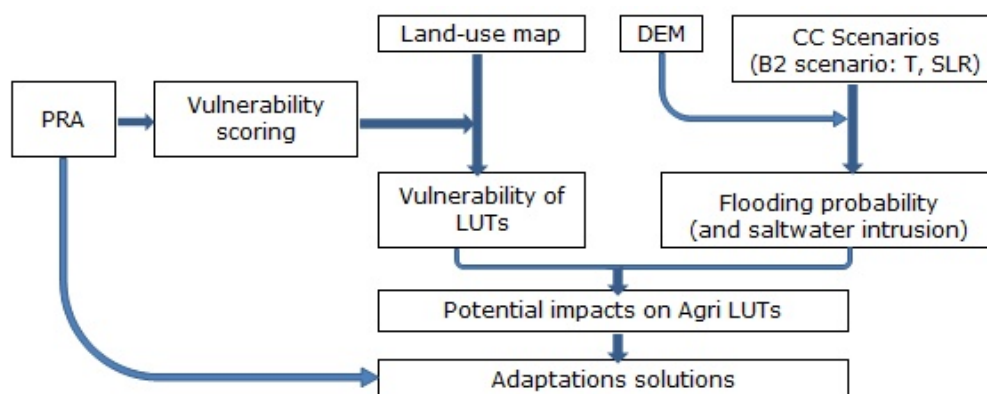 Land-use map
DEM
CC Scenarios
(B2 scenario: T, SLR)
PRA
Vulnerability
scoring
Vulnerability of
LUTs
Flooding probability
(and saltwater intrusion)
Potential impacts on Agri LUTs
Adaptations solutions